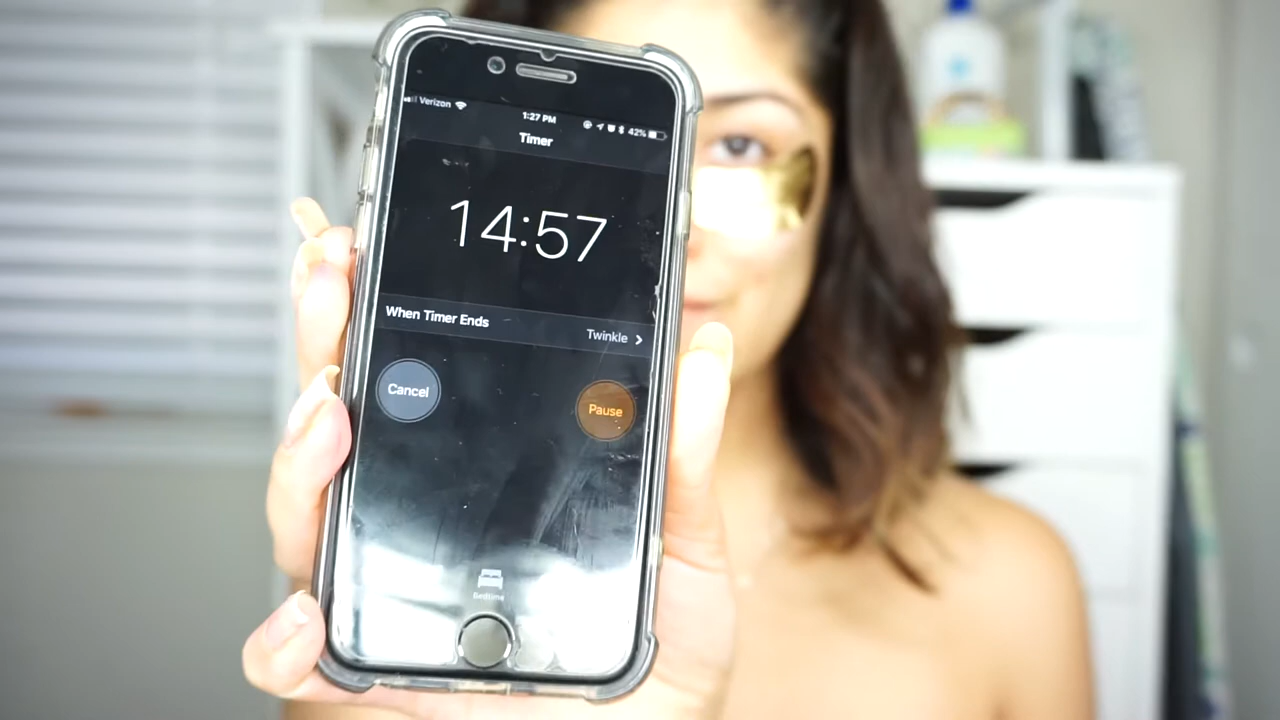 Verizon
1:27 PM
42%
Timer
14:57
When Timer Ends
Twinkle
Cancel
Pause
Bedtime